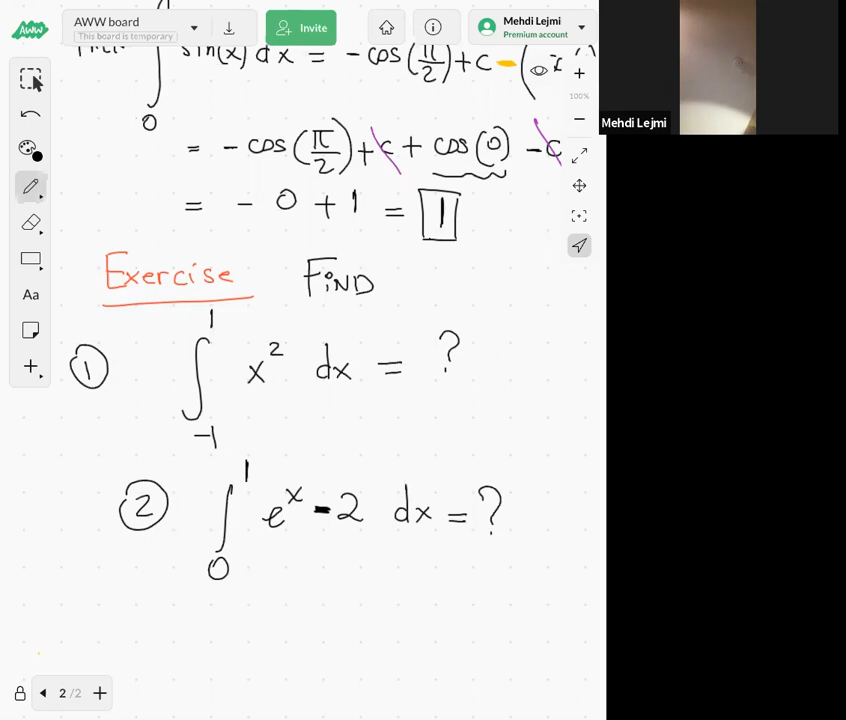 AWW
AWW board
This board is temporary
Invite
Mehdi Lejmi
Premium account
∫ sin(x) dx = - cos(π/2) + c - (
0
100%
Mehdi Lejmi
= - cos(π/2) + c + cos(0) - c
= - 0 + 1 = 1
Exercise FiND
1
① ∫ x² dx = ?
-1
Aa
1
② ∫ eˣ - 2 dx = ?
0
2 /2